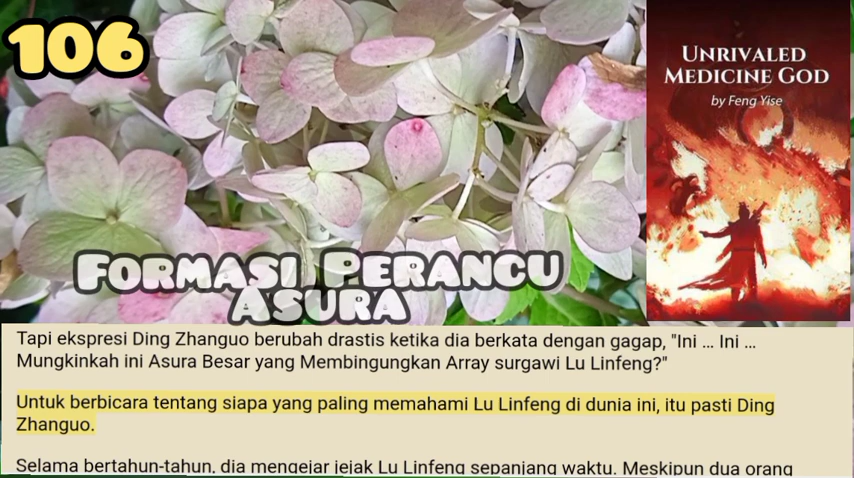 106
UNRIVALED
MEDICINE GOD
by Feng Yise
FORMASI PERANCU
ASURA
Tapi ekspresi Ding Zhanguo berubah drastis ketika dia berkata dengan gagap, "Ini ... Ini ...
Mungkinkah ini Asura Besar yang Membingungkan Array surgawi Lu Linfeng?"
Untuk berbicara tentang siapa yang paling memahami Lu Linfeng di dunia ini, itu pasti Ding
Zhanguo.
Selama bertahun-tahun, dia mengejar jejak Lu Linfeng sepanjang waktu. Meskipun dua orang